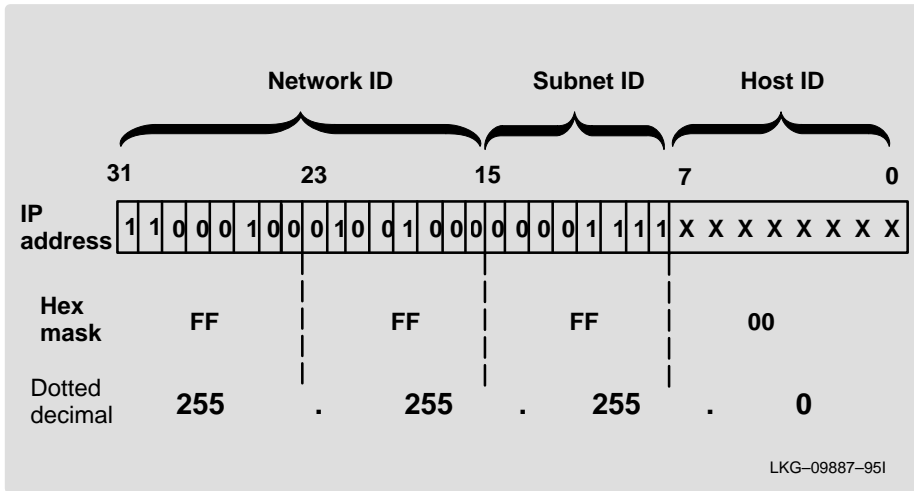 Network ID Subnet ID Host ID
31 23 15 7 0
IP address 1 1 0 0 0 1 0 0 0 1 0 0 1 0 0 0 0 0 0 0 1 1 1 1 X X X X X X X X
Hex mask FF FF FF 00
Dotted decimal 255 . 255 . 255 . 0
LKG–09887–95I